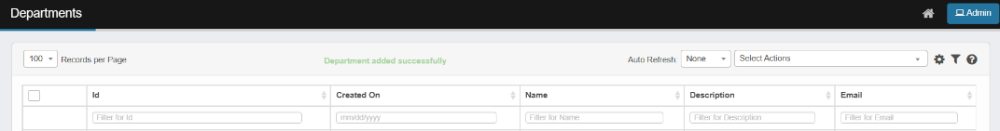 Departments
Admin
100 Records per Page Department added successfully Auto Refresh: None Select Actions
Id Created On Name Description Email
Filter for Id mm/dd/yyyy Filter for Name Filter for Description Filter for Email